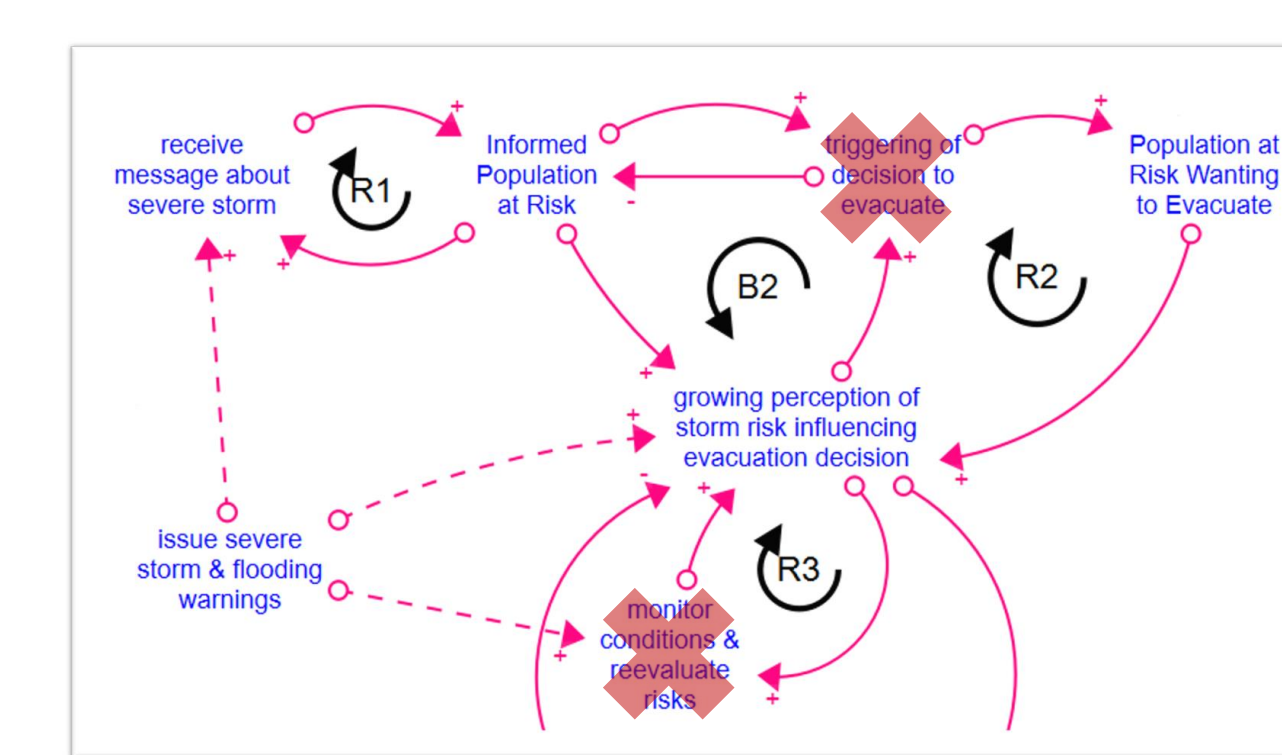 receive
message about
severe storm
R1
Informed
Population
at Risk
triggering of
decision to
evacuate
Population at
Risk Wanting
to Evacuate
B2
R2
growing perception of
storm risk influencing
evacuation decision
issue severe
storm & flooding
warnings
R3
monitor
conditions &
reevaluate
risks
+
+
+
-
+
+
+
+
+
+
-
+
+
+
+